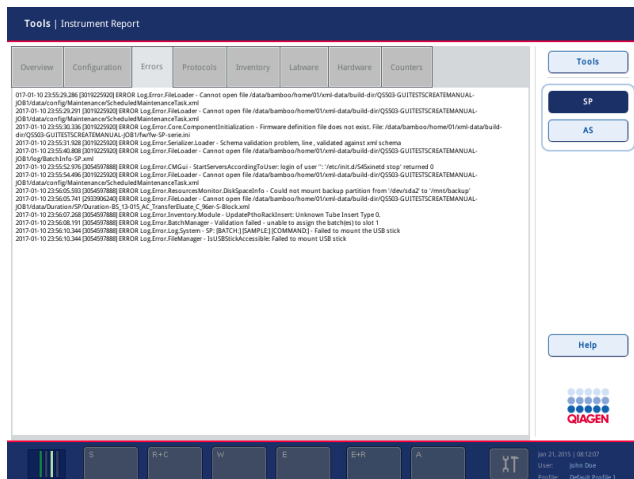 Tools | Instrument Report
Overview
Configuration
Errors
Protocols
Inventory
Labware
Hardware
Counters
017-01-10 23:55:29.286 [3019225920] ERROR Log.Error.FileLoader - Cannot open file /data/bamboo/home/01/xml-data/build-dir/QS503-GUITESTSCREATEMANUAL-
JOB1/data/config/Maintenance/ScheduledMaintenanceTask.xml
2017-01-10 23:55:29.291 [3019225920] ERROR Log.Error.FileLoader - Cannot open file /data/bamboo/home/01/xml-data/build-dir/QS503-GUITESTSCREATEMANUAL-
JOB1/data/config/Maintenance/ScheduledMaintenanceTask.xml
2017-01-10 23:55:30.336 [3019225920] ERROR Log.Error.Core.ComponentInitialization - Firmware definition file does not exist. File: /data/bamboo/home/01/xml-data/build-
dir/QS503-GUITESTSCREATEMANUAL-JOB1/fw/fw-SP-serie.ini
2017-01-10 23:55:31.928 [3054597888] ERROR Log.Error.Serializer.Loader - Schema validation problem, line , validated against xml schema
2017-01-10 23:55:40.808 [3054597888] ERROR Log.Error.FileLoader - Cannot open file /data/bamboo/home/01/xml-data/build-dir/QS503-GUITESTSCREATEMANUAL-
JOB1/log/BatchInfo-SP.xml
2017-01-10 23:55:52.976 [3054597888] ERROR Log.Error.CMGui - StartServersAccordingToUser: login of user '': '/etc/init.d/S45xinetd stop' returned 0
2017-01-10 23:55:54.496 [3054597888] ERROR Log.Error.FileLoader - Cannot open file /data/bamboo/home/01/xml-data/build-dir/QS503-GUITESTSCREATEMANUAL-
JOB1/data/config/Maintenance/ScheduledMaintenanceTask.xml
2017-01-10 23:56:05.593 [3054597888] ERROR Log.Error.ResourcesMonitor.DiskSpaceInfo - Could not mount backup partition from '/dev/sda2' to '/mnt/backup'
2017-01-10 23:56:05.741 [2933906240] ERROR Log.Error.FileLoader - Cannot open file /data/bamboo/home/01/xml-data/build-dir/QS503-GUITESTSCREATEMANUAL-
JOB1/data/Duration/SP/Duration-BS_13-015_AC_TransferEluate_C_96er-S-Block.xml
2017-01-10 23:56:07.268 [3054597888] ERROR Log.Error.Inventory.Module - UpdatePthoRackInsert: Unknown Tube Insert Type 0.
2017-01-10 23:56:08.191 [3054597888] ERROR Log.Error.BatchManager - Validation failed - unable to assign the batch(es) to slot 1
2017-01-10 23:56:10.344 [3054597888] ERROR Log.Error.Log.System - SP: [BATCH:] [SAMPLE:] [COMMAND:] - Failed to mount the USB stick
2017-01-10 23:56:10.344 [3054597888] ERROR Log.Error.FileManager - IsUSBStickAccessible: Failed to mount USB stick
Tools
SP
AS
Help
QIAGEN
S
R+C
W
E
E+R
A
Jan 21, 2015 | 08:12:07
User: John Doe
Profile: Default Profile 1